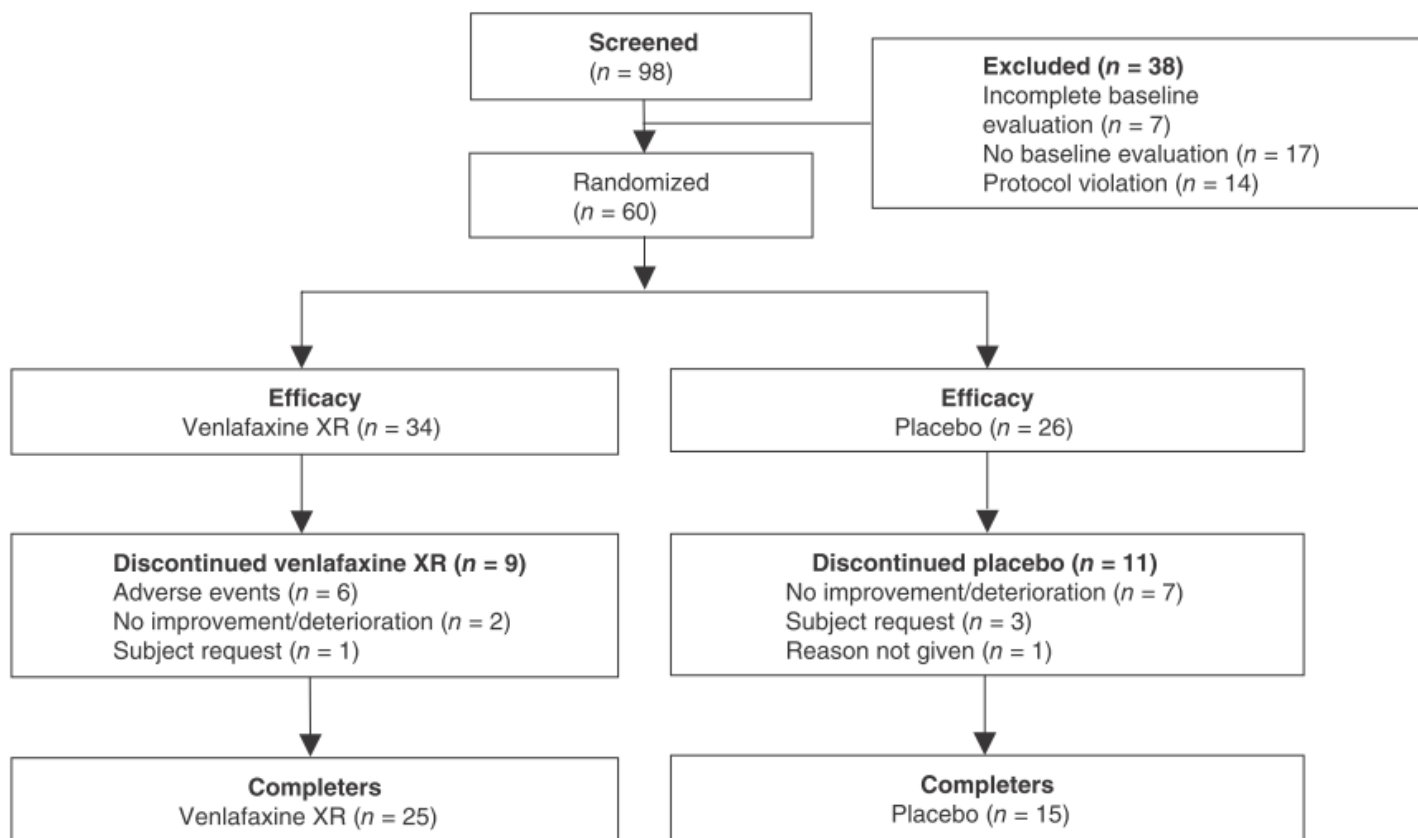 Screened
(n = 98)
Excluded (n = 38)
Incomplete baseline
evaluation (n = 7)
No baseline evaluation (n = 17)
Protocol violation (n = 14)
Randomized
(n = 60)
Efficacy
Venlafaxine XR (n = 34)
Efficacy
Placebo (n = 26)
Discontinued venlafaxine XR (n = 9)
Adverse events (n = 6)
No improvement/deterioration (n = 2)
Subject request (n = 1)
Discontinued placebo (n = 11)
No improvement/deterioration (n = 7)
Subject request (n = 3)
Reason not given (n = 1)
Completers
Venlafaxine XR (n = 25)
Completers
Placebo (n = 15)